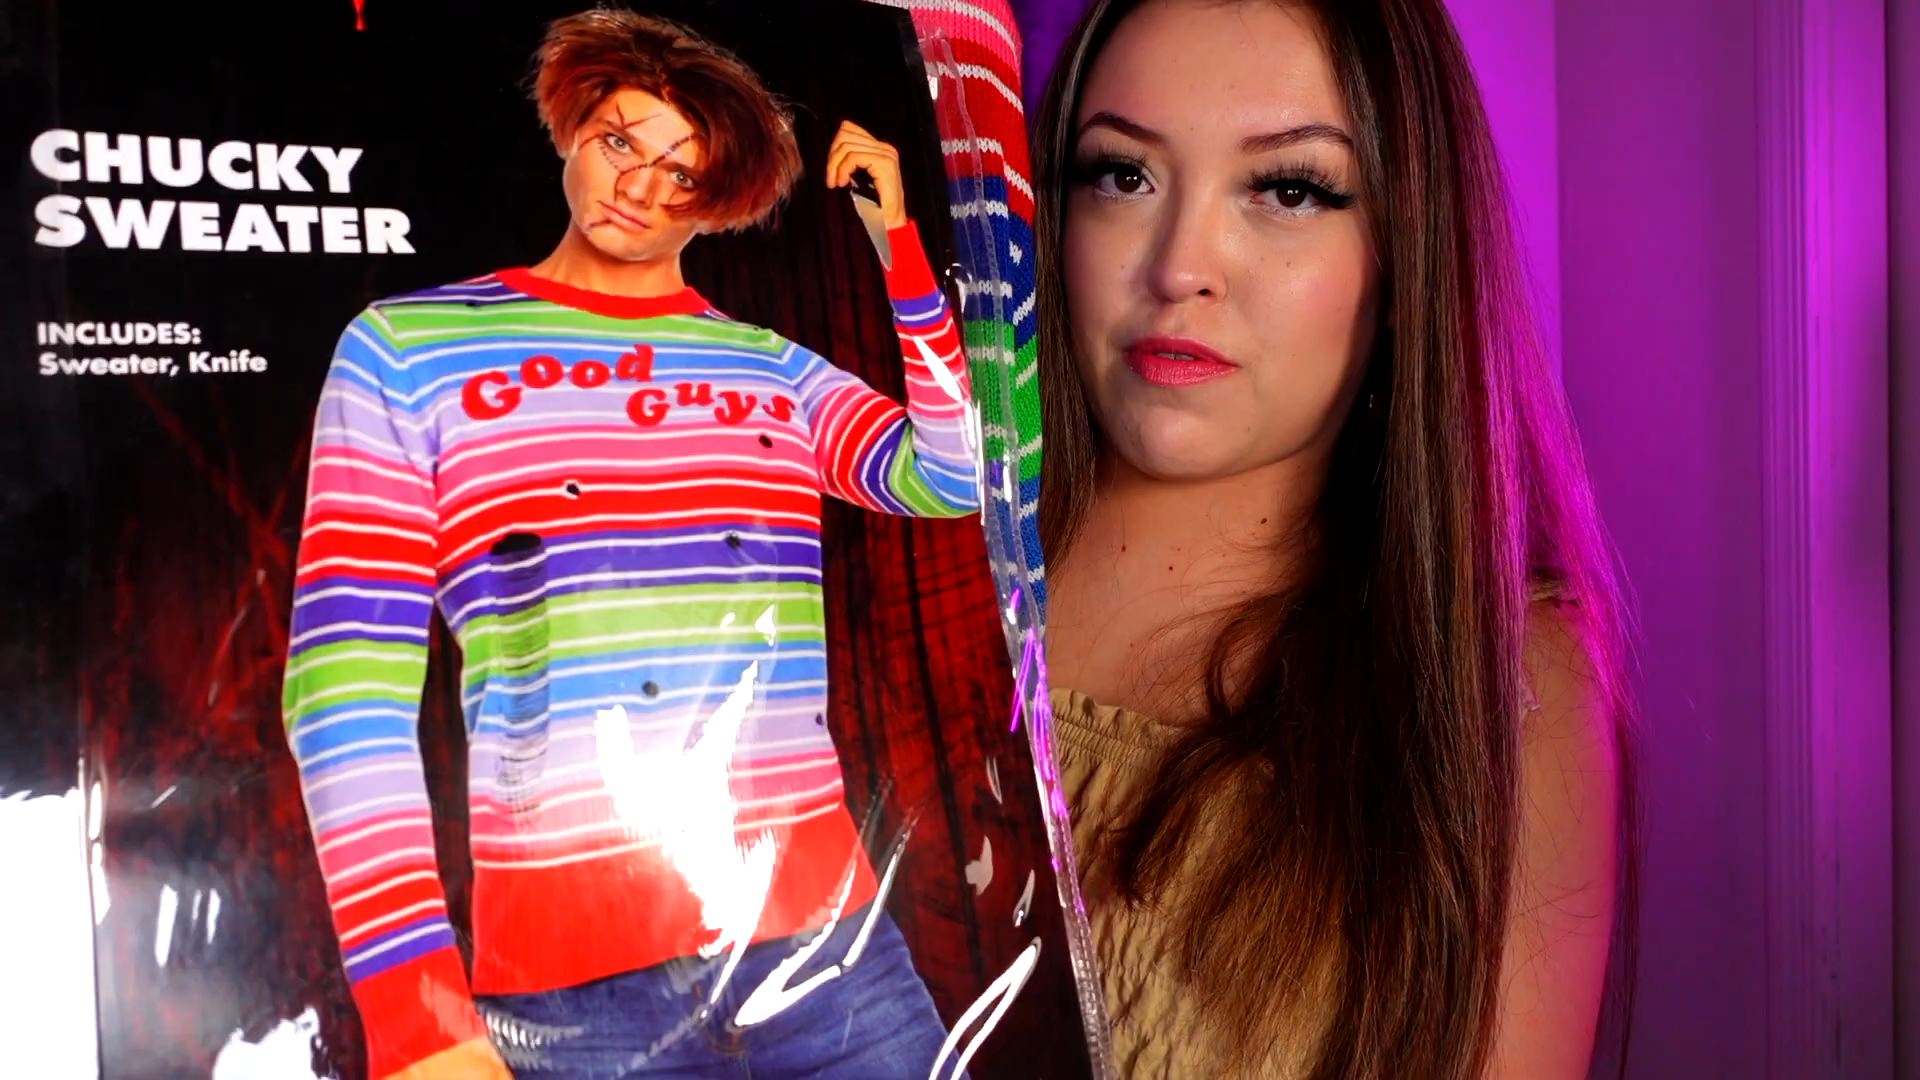 CHUCKY
SWEATER
INCLUDES:
Sweater, Knife
Good
Guys